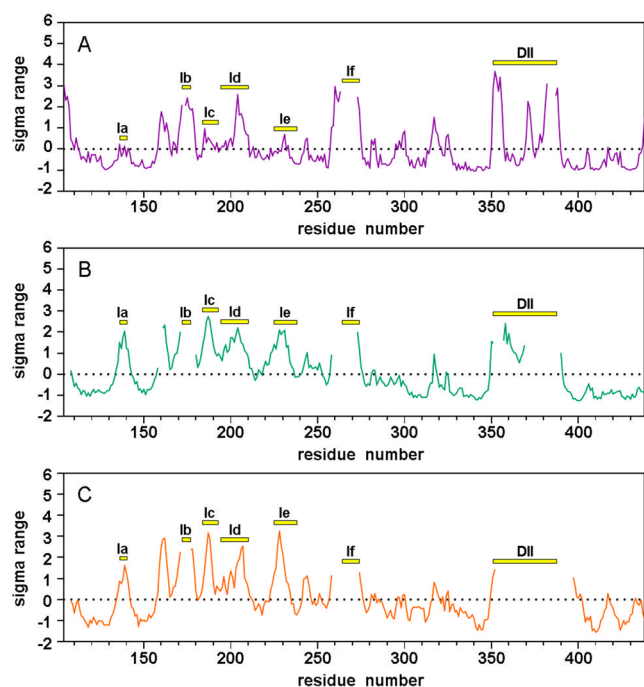 A
sigma range
6
5
4
3
2
1
0
-1
-2
Ia
Ib
Ic
Id
Ie
If
DII
150 200 250 300 350 400
residue number
B
sigma range
6
5
4
3
2
1
0
-1
-2
Ia
Ib
Ic
Id
Ie
If
DII
150 200 250 300 350 400
residue number
C
sigma range
6
5
4
3
2
1
0
-1
-2
Ia
Ib
Ic
Id
Ie
If
DII
150 200 250 300 350 400
residue number